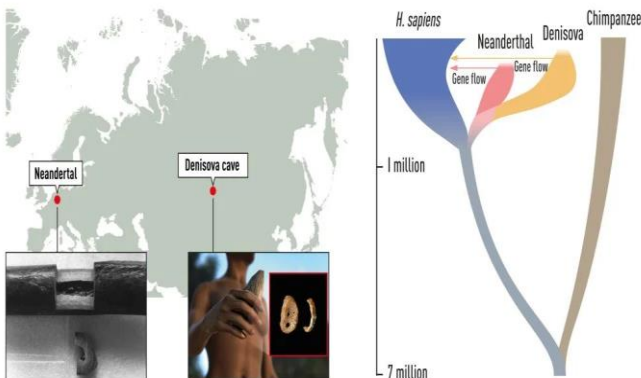 Neandertal
Denisova cave
H. sapiens
Neanderthal
Denisova
Chimpanzee
Gene flow
Gene flow
1 million
7 million